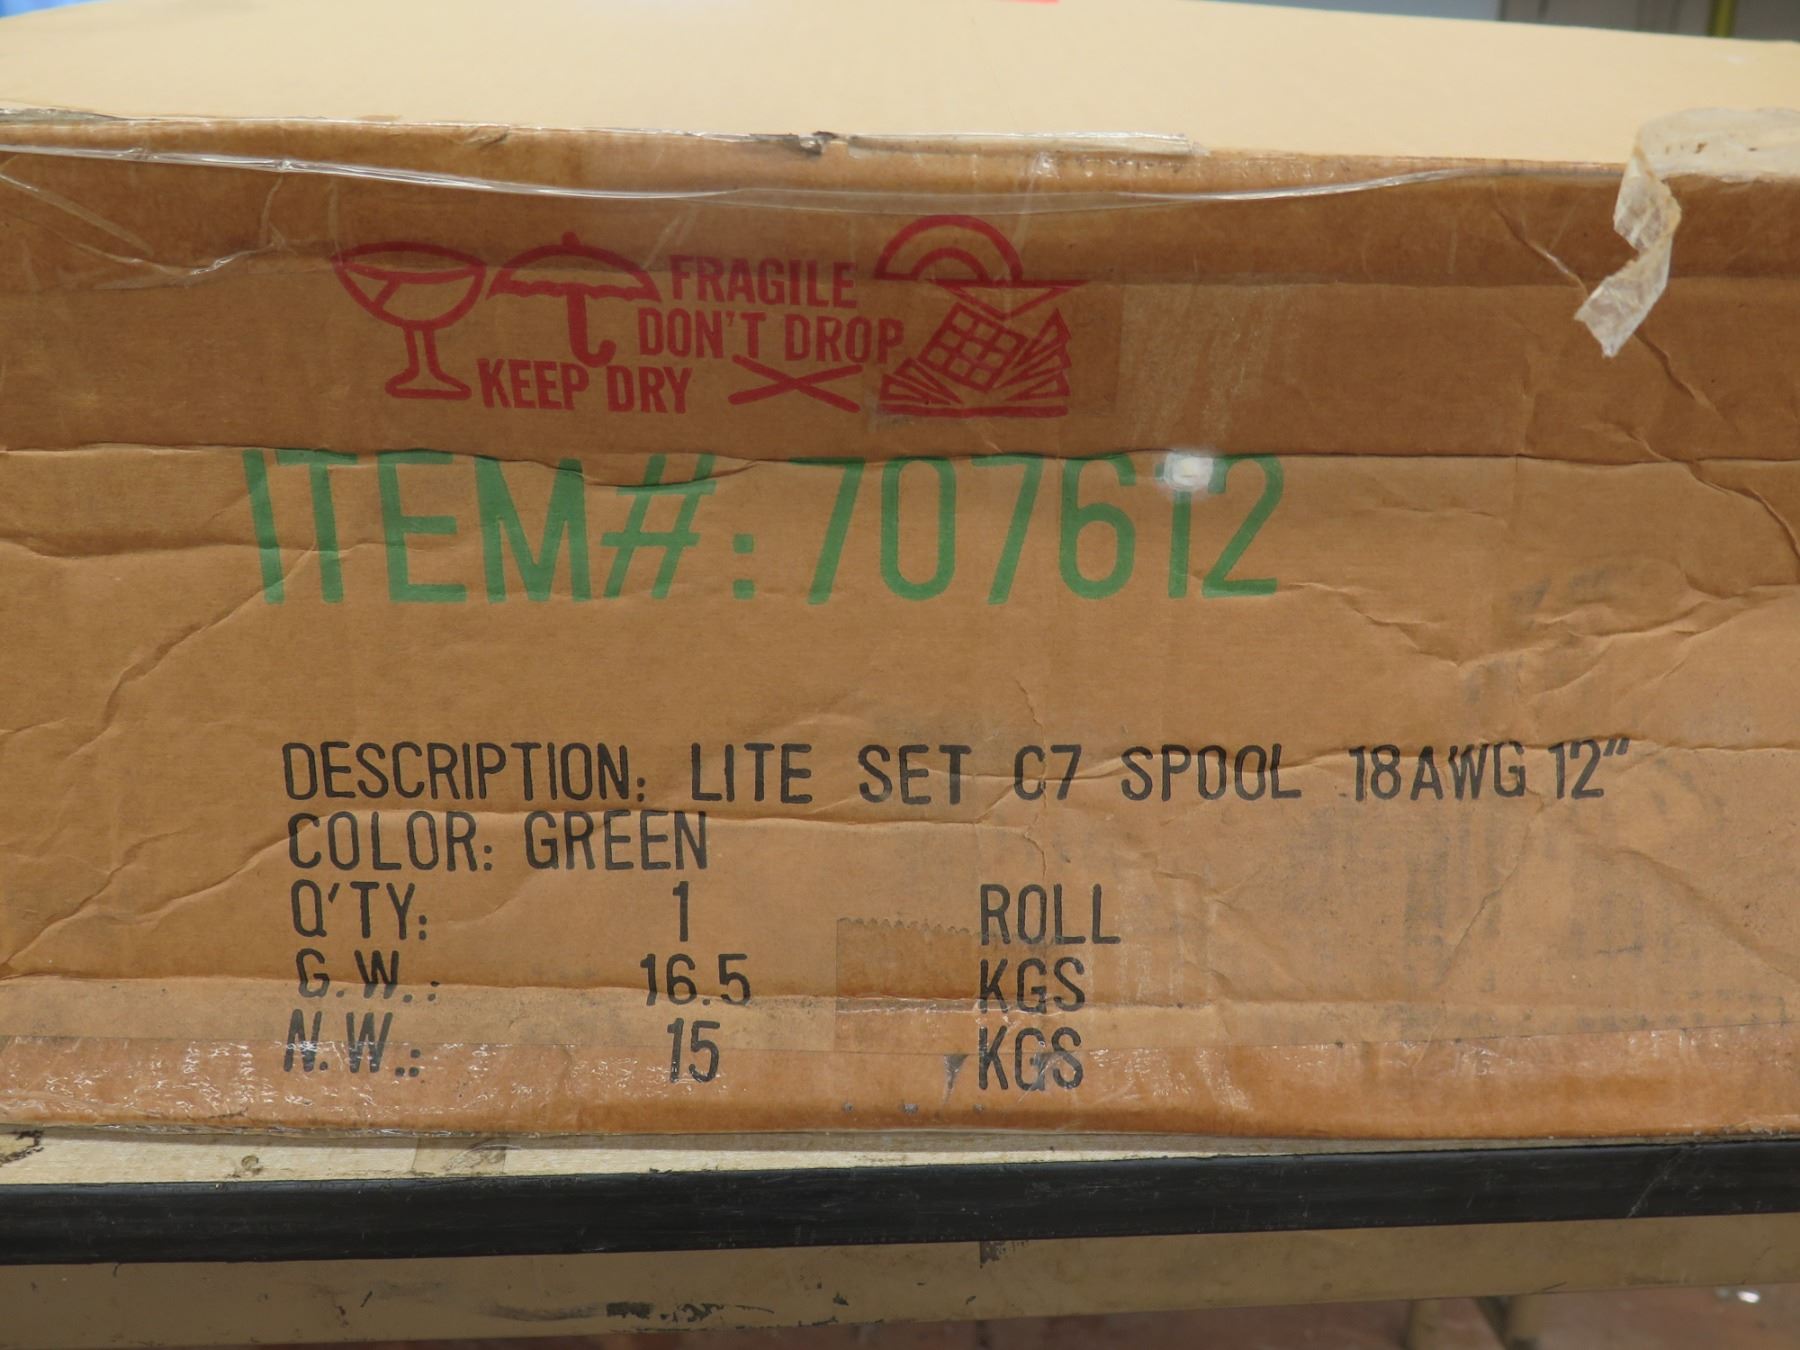 FRAGILE
DON'T DROP
KEEP DRY
ITEM#: 707612
DESCRIPTION: LITE SET C7 SPOOL 18AWG 12"
COLOR: GREEN
Q'TY: 1 ROLL
G.W.: 16.5 KGS
N.W.: 15 KGS